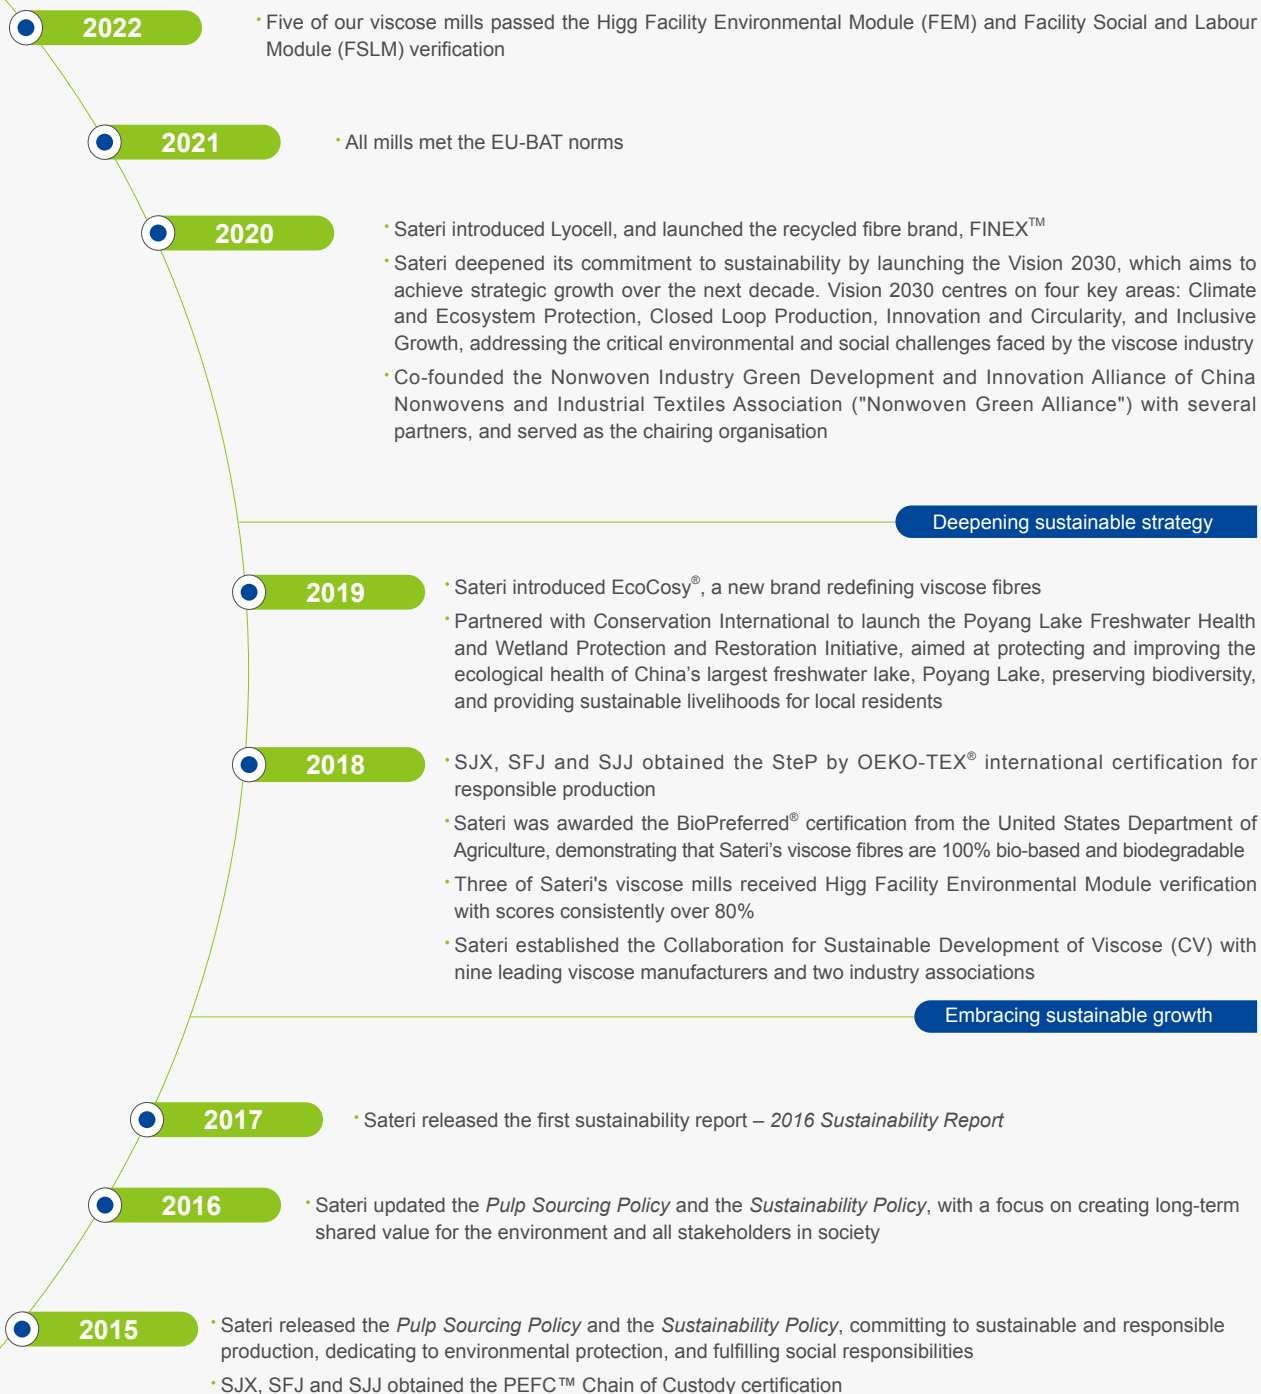 2022
· Five of our viscose mills passed the Higg Facility Environmental Module (FEM) and Facility Social and Labour
Module (FSLM) verification
2021
· All mills met the EU-BAT norms
2020
· Sateri introduced Lyocell, and launched the recycled fibre brand, FINEX™
· Sateri deepened its commitment to sustainability by launching the Vision 2030, which aims to
achieve strategic growth over the next decade. Vision 2030 centres on four key areas: Climate
and Ecosystem Protection, Closed Loop Production, Innovation and Circularity, and Inclusive
Growth, addressing the critical environmental and social challenges faced by the viscose industry
· Co-founded the Nonwoven Industry Green Development and Innovation Alliance of China
Nonwovens and Industrial Textiles Association ("Nonwoven Green Alliance") with several
partners, and served as the chairing organisation
Deepening sustainable strategy
2019
· Sateri introduced EcoCosy®, a new brand redefining viscose fibres
· Partnered with Conservation International to launch the Poyang Lake Freshwater Health
and Wetland Protection and Restoration Initiative, aimed at protecting and improving the
ecological health of China’s largest freshwater lake, Poyang Lake, preserving biodiversity,
and providing sustainable livelihoods for local residents
2018
· SJX, SFJ and SJJ obtained the SteP by OEKO-TEX® international certification for
responsible production
· Sateri was awarded the BioPreferred® certification from the United States Department of
Agriculture, demonstrating that Sateri’s viscose fibres are 100% bio-based and biodegradable
· Three of Sateri's viscose mills received Higg Facility Environmental Module verification
with scores consistently over 80%
· Sateri established the Collaboration for Sustainable Development of Viscose (CV) with
nine leading viscose manufacturers and two industry associations
Embracing sustainable growth
2017
· Sateri released the first sustainability report – 2016 Sustainability Report
2016
· Sateri updated the Pulp Sourcing Policy and the Sustainability Policy, with a focus on creating long-term
shared value for the environment and all stakeholders in society
2015
· Sateri released the Pulp Sourcing Policy and the Sustainability Policy, committing to sustainable and responsible
production, dedicating to environmental protection, and fulfilling social responsibilities
· SJX, SFJ and SJJ obtained the PEFC™ Chain of Custody certification